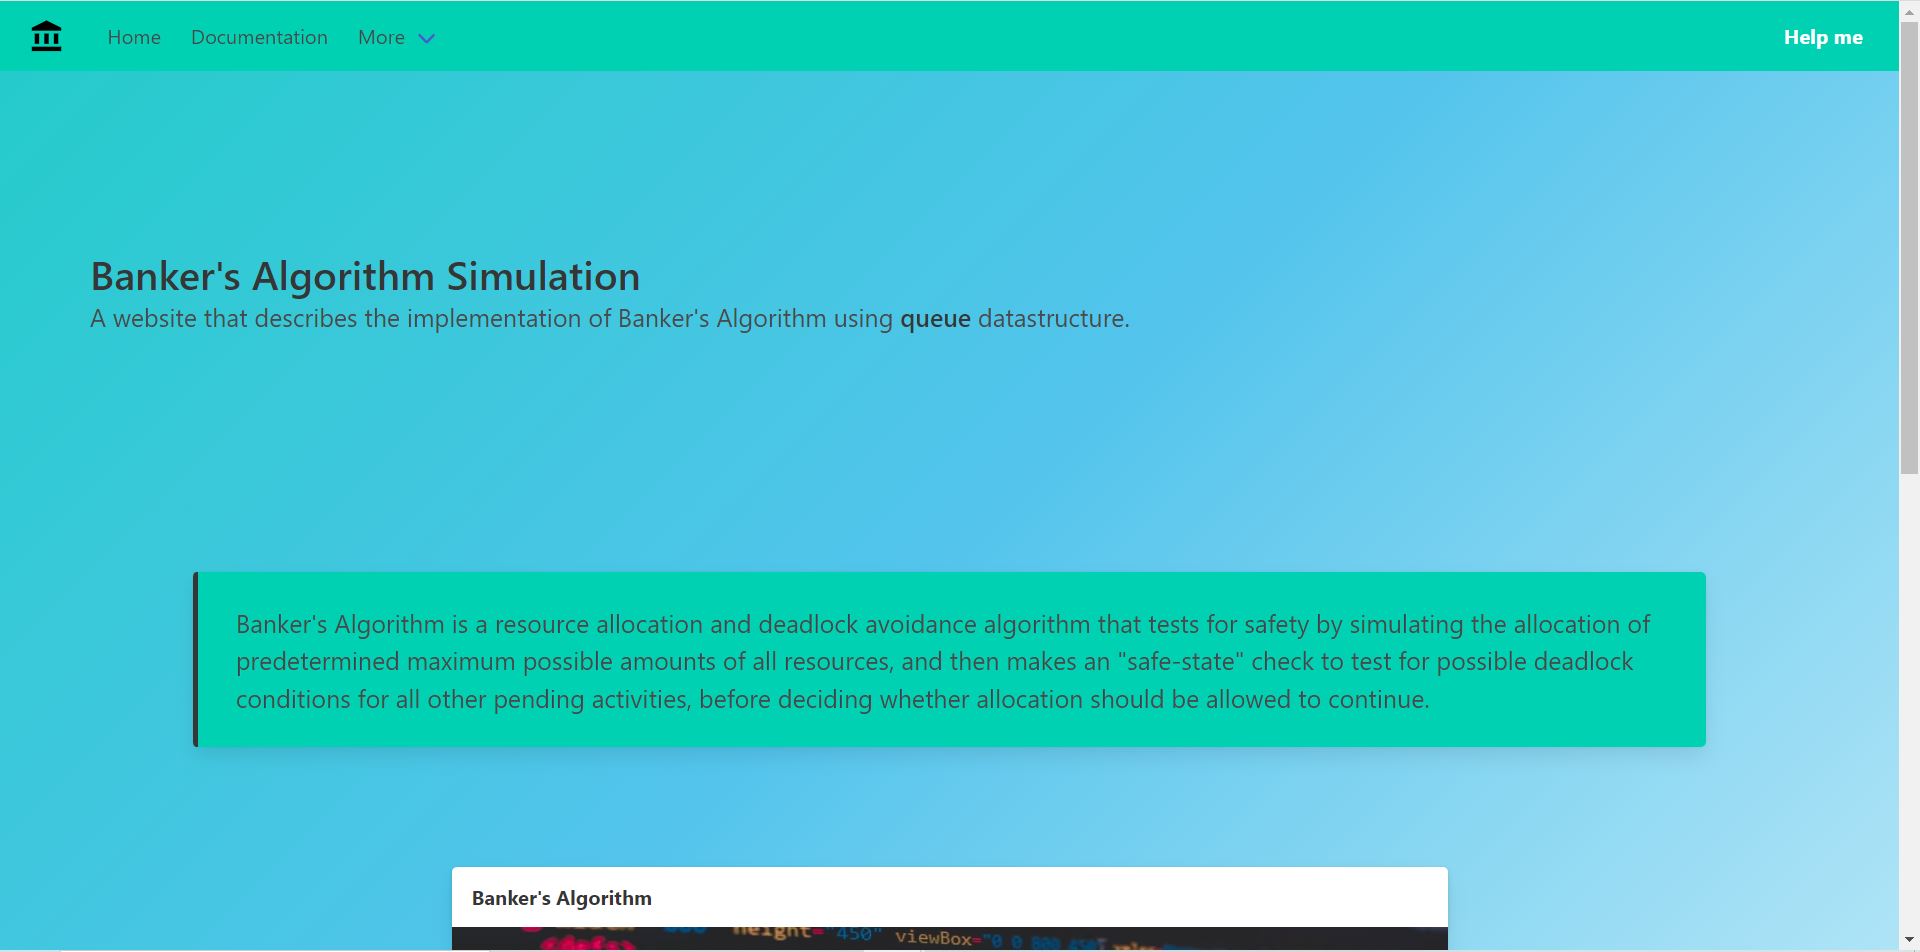 Home Documentation More Help me
Banker's Algorithm Simulation
A website that describes the implementation of Banker's Algorithm using queue datastructure.
Banker's Algorithm is a resource allocation and deadlock avoidance algorithm that tests for safety by simulating the allocation of
predetermined maximum possible amounts of all resources, and then makes an "safe-state" check to test for possible deadlock
conditions for all other pending activities, before deciding whether allocation should be allowed to continue.
Banker's Algorithm
height="450" viewBox="0 0 800 450"
<defs>